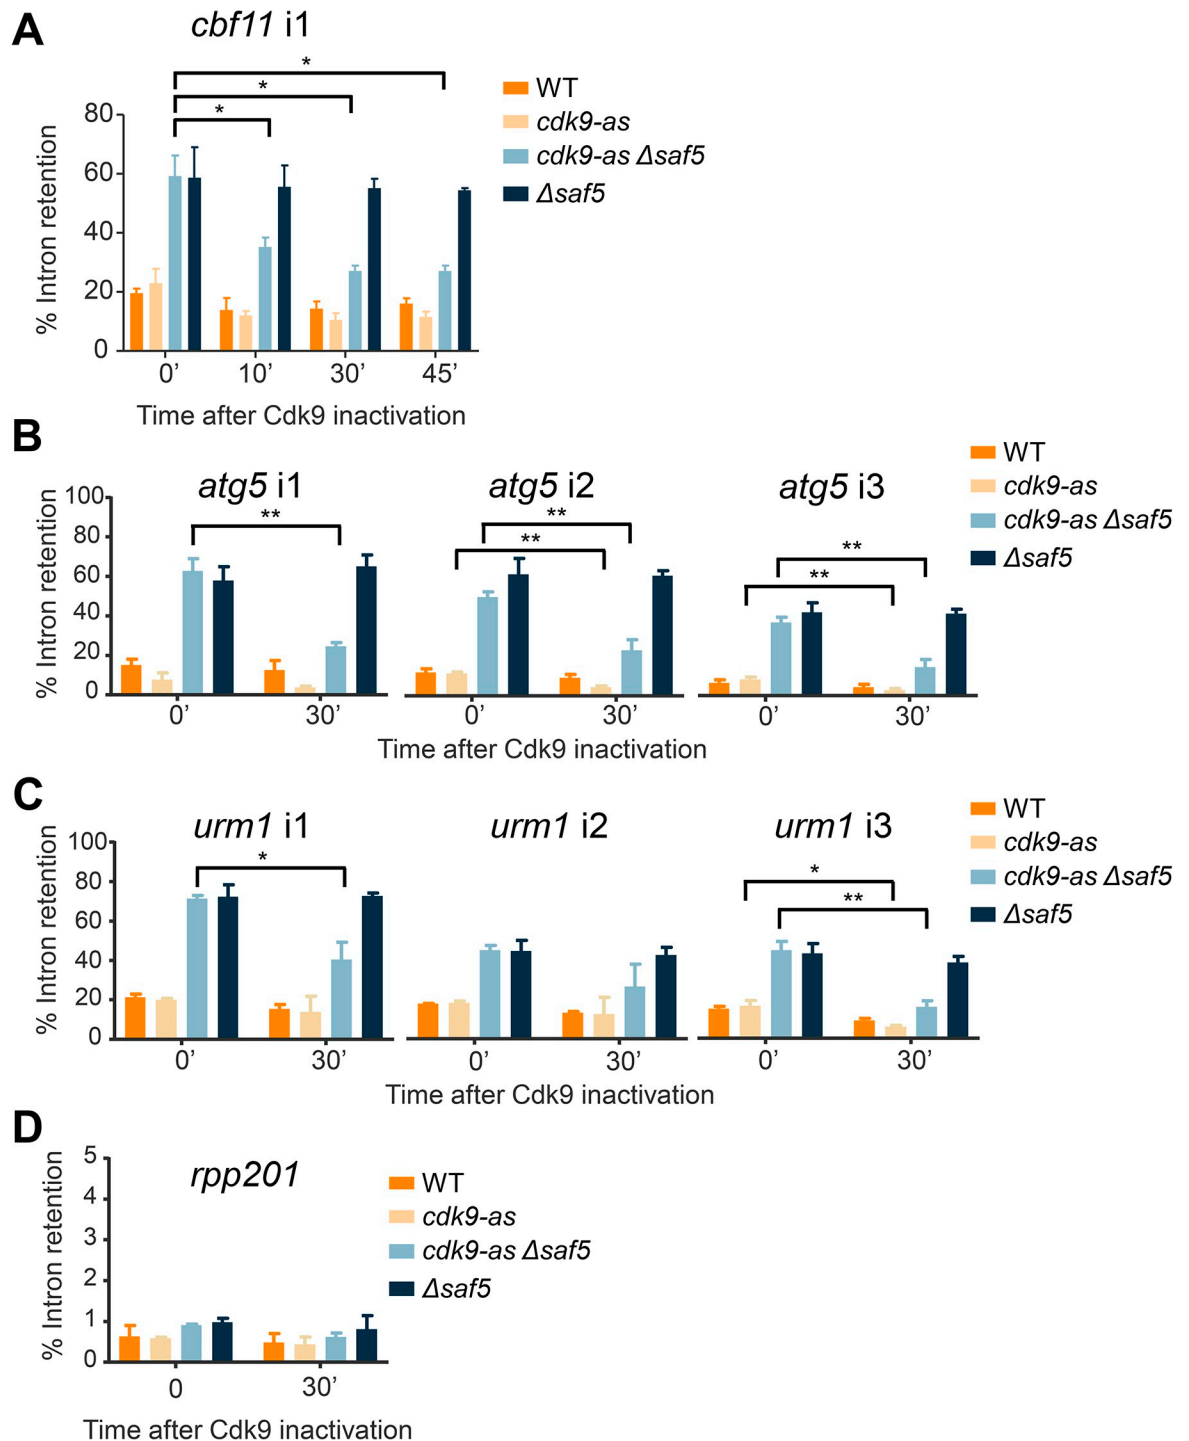 A
cbf11 i1
*
*
*
WT
cdk9-as
cdk9-as Δsaf5
Δsaf5
80
60
40
20
0
% Intron retention
0’ 10’ 30’ 45’
Time after Cdk9 inactivation
B
WT
cdk9-as
cdk9-as Δsaf5
Δsaf5
atg5 i1 atg5 i2 atg5 i3
**
** **
** **
100
80
60
40
20
0
% Intron retention
0’ 30’ 0’ 30’ 0’ 30’
Time after Cdk9 inactivation
C
WT
cdk9-as
cdk9-as Δsaf5
Δsaf5
urm1 i1 urm1 i2 urm1 i3
*
*
**
100
80
60
40
20
0
% Intron retention
0’ 30’ 0’ 30’ 0’ 30’
Time after Cdk9 inactivation
D
rpp201
WT
cdk9-as
cdk9-as Δsaf5
Δsaf5
5
4
3
2
1
0
% Intron retention
0 30’
Time after Cdk9 inactivation